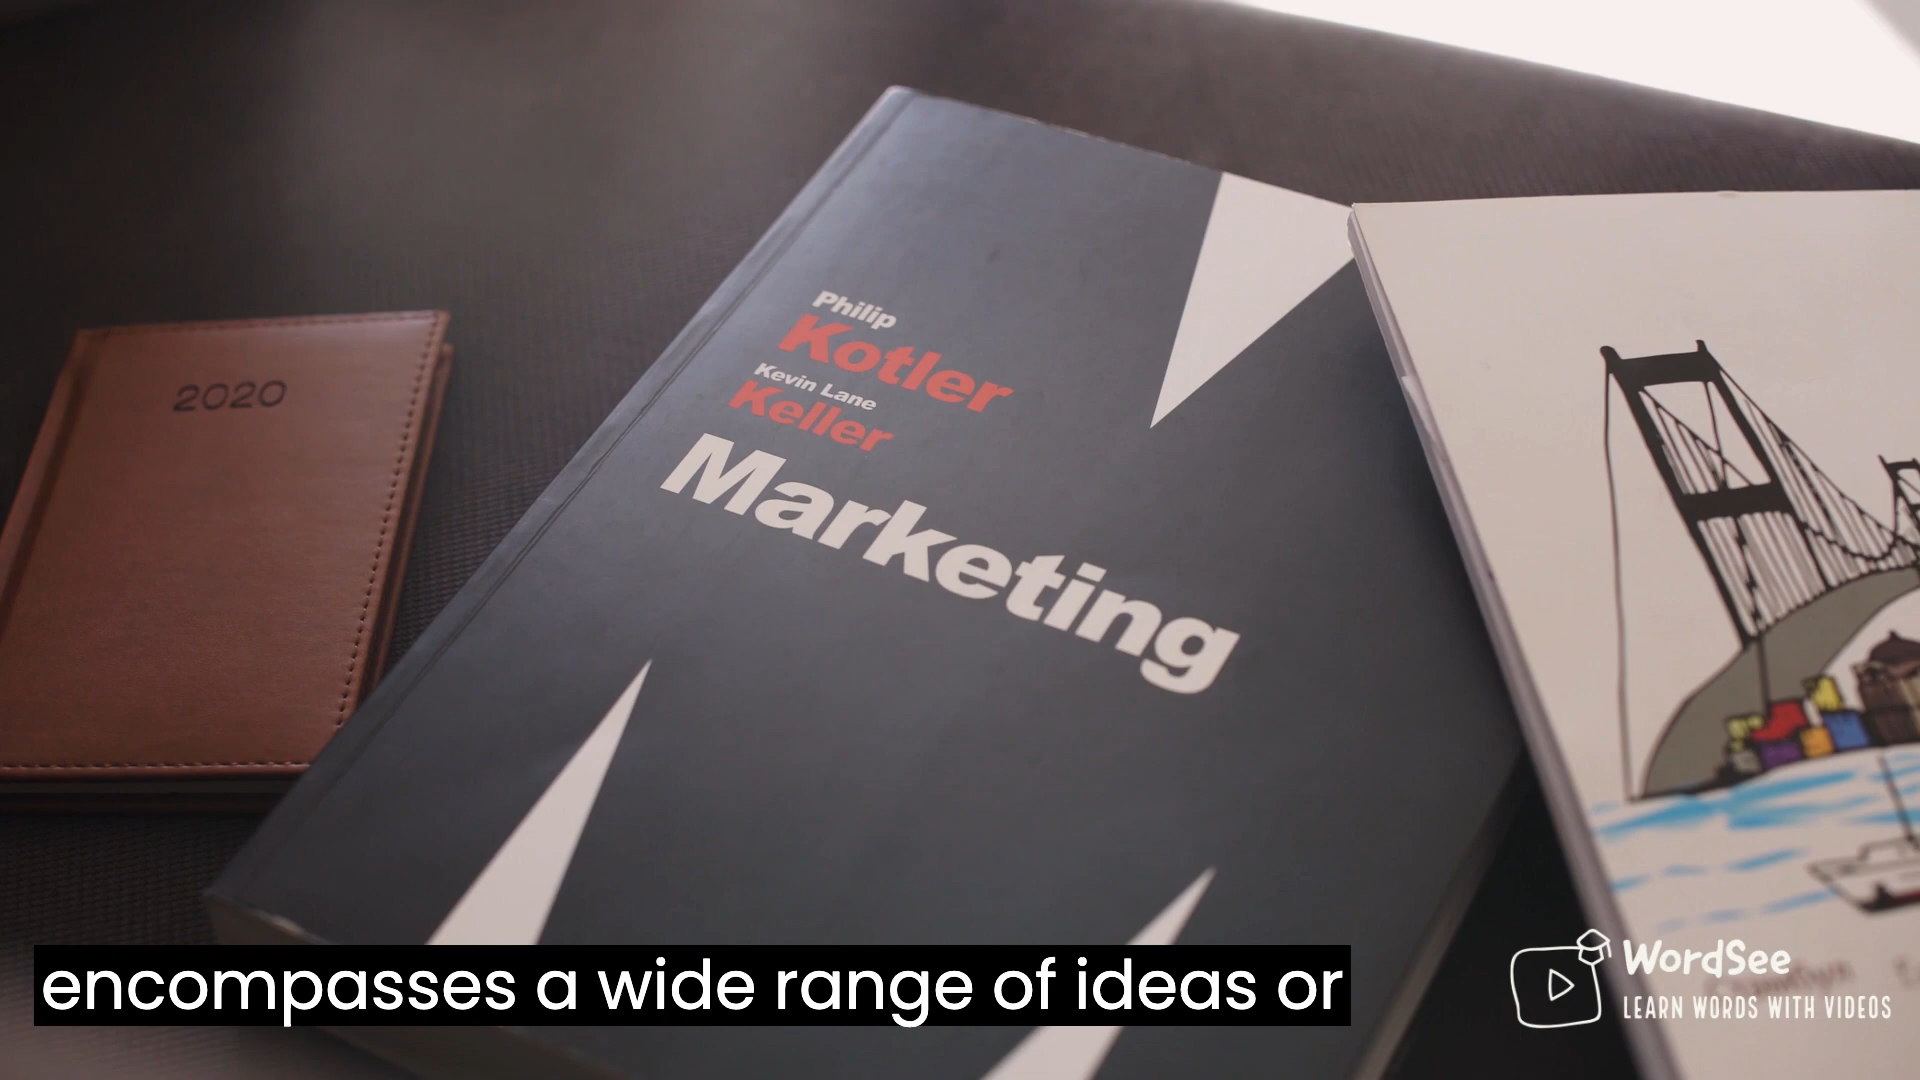 2020
Philip
Kotler
Kevin Lane
Keller
Marketing
encompasses a wide range of ideas or
WordSee
LEARN WORDS WITH VIDEOS